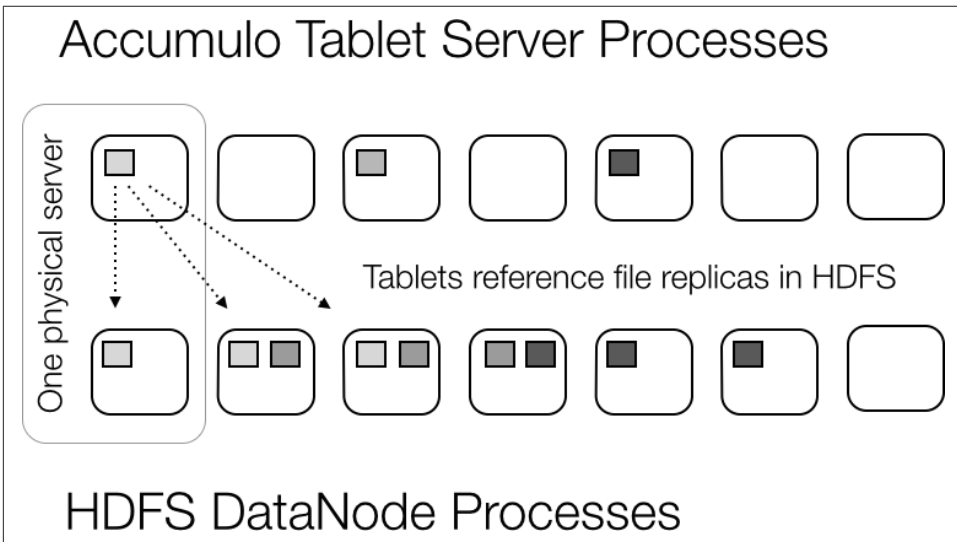 Accumulo Tablet Server Processes
One physical server
Tablets reference file replicas in HDFS
HDFS DataNode Processes